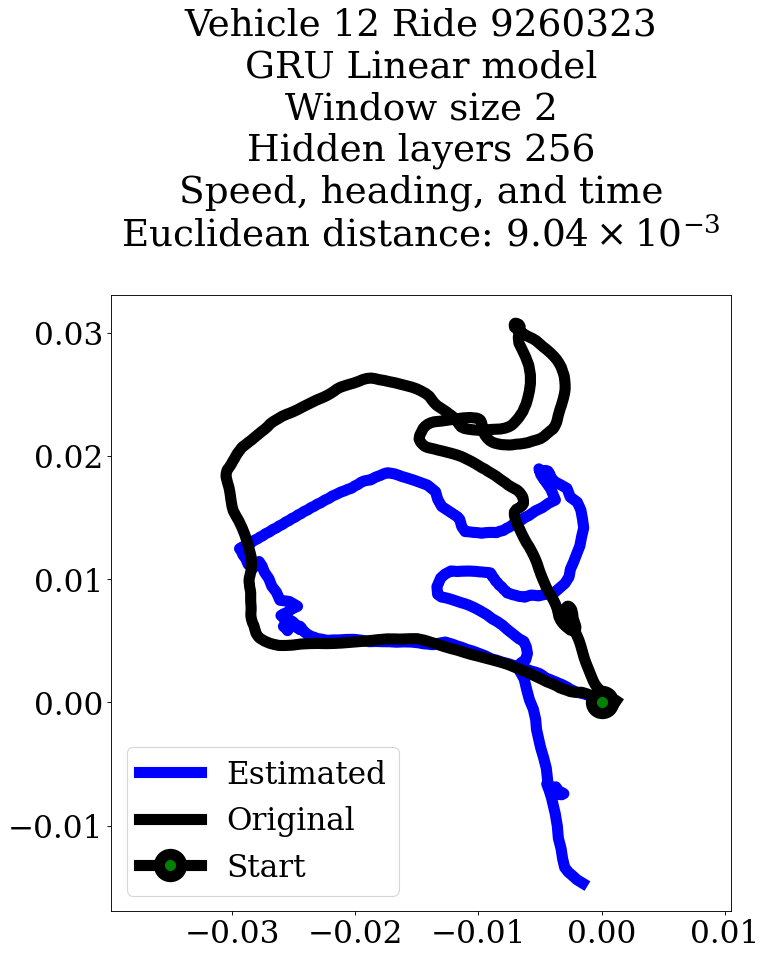 Vehicle 12 Ride 9260323
GRU Linear model
Window size 2
Hidden layers 256
Speed, heading, and time
Euclidean distance: 9.04 × 10⁻³
0.03
0.02
0.01
0.00
−0.01
Estimated
Original
Start
−0.03 −0.02 −0.01 0.00 0.01